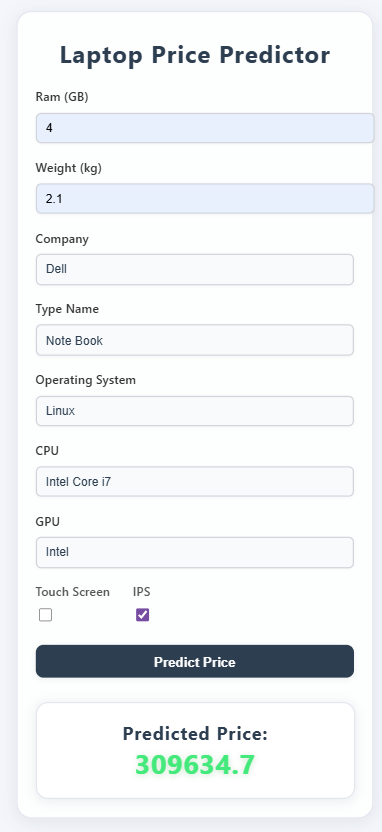 Laptop Price Predictor
Ram (GB)
4
Weight (kg)
2.1
Company
Dell
Type Name
Note Book
Operating System
Linux
CPU
Intel Core i7
GPU
Intel
Touch Screen IPS
Predict Price
Predicted Price:
309634.7